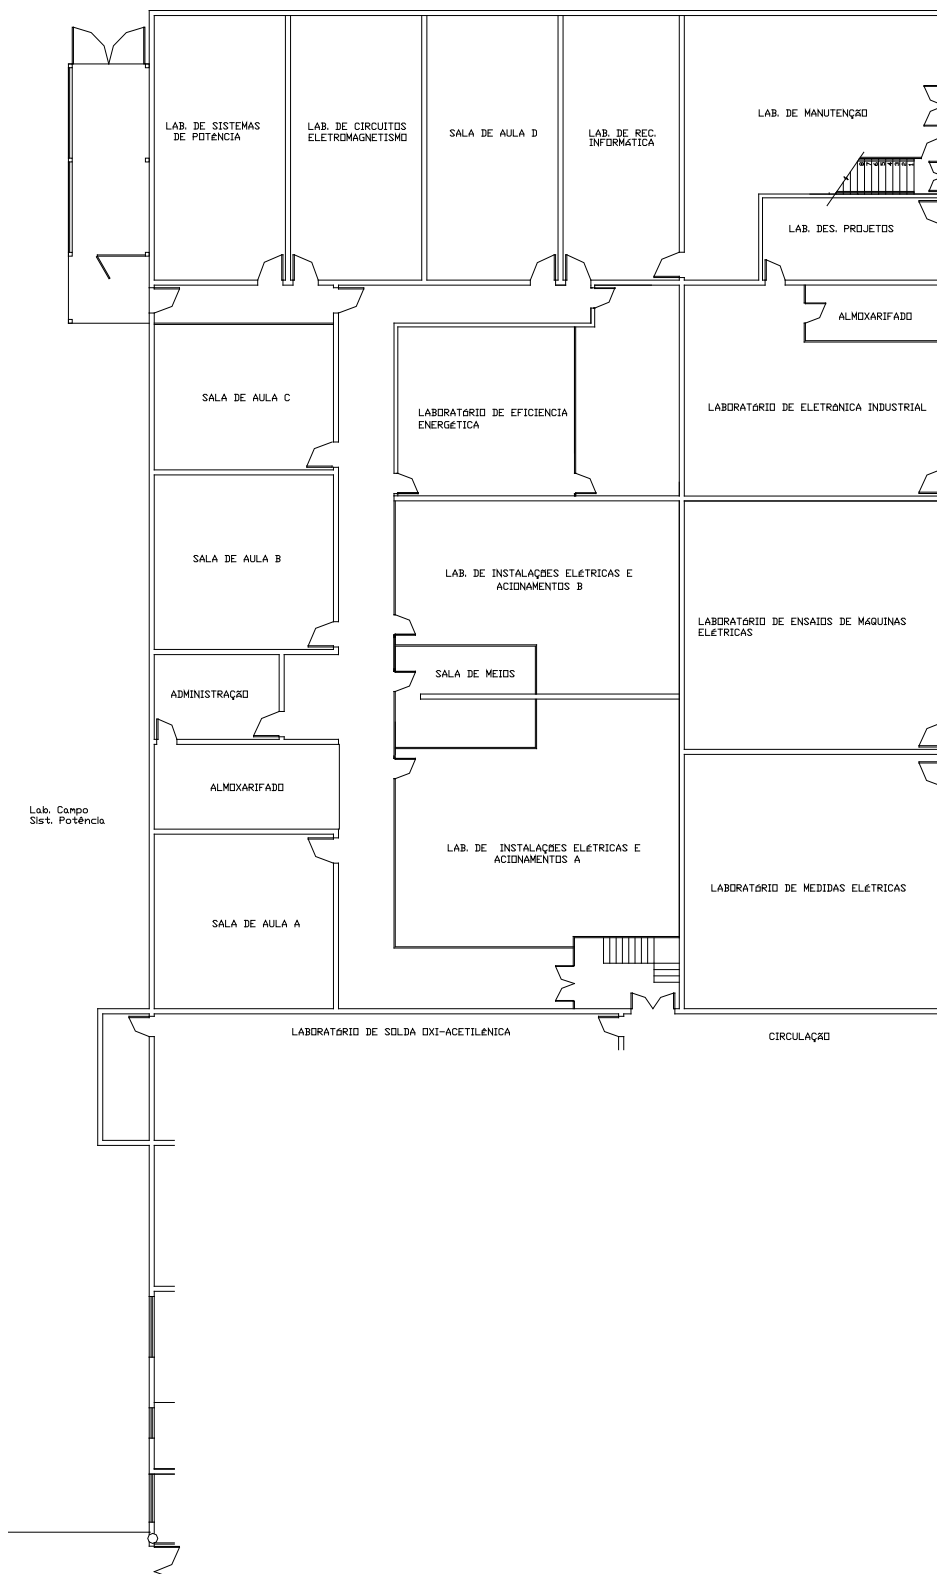 LAB. DE SISTEMAS
DE POTÊNCIA
LAB. DE CIRCUITOS
ELETROMAGNETISMO
SALA DE AULA D
LAB. DE REC.
INFORMÁTICA
LAB. DE MANUTENÇÃO
LAB. DES. PROJETOS
ALMOXARIFADO
SALA DE AULA C
LABORATÓRIO DE EFICIENCIA
ENERGÉTICA
LABORATÓRIO DE ELETRÔNICA INDUSTRIAL
SALA DE AULA B
LAB. DE INSTALAÇÕES ELÉTRICAS E
ACIONAMENTOS B
LABORATÓRIO DE ENSAIOS DE MÁQUINAS
ELÉTRICAS
SALA DE MEIOS
ADMINISTRAÇÃO
ALMOXARIFADO
Lab. Campo
Sist. Potência
LAB. DE INSTALAÇÕES ELÉTRICAS E
ACIONAMENTOS A
LABORATÓRIO DE MEDIDAS ELÉTRICAS
SALA DE AULA A
LABORATÓRIO DE SOLDA OXI-ACETILÊNICA
CIRCULAÇÃO